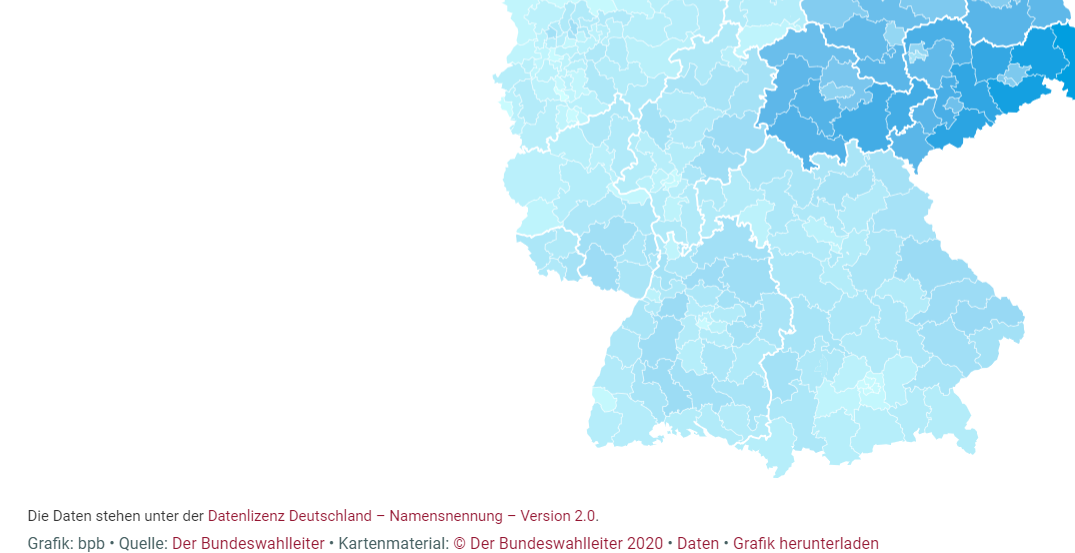 Die Daten stehen unter der Datenlizenz Deutschland – Namensnennung – Version 2.0.
Grafik: bpb • Quelle: Der Bundeswahlleiter • Kartenmaterial: © Der Bundeswahlleiter 2020 • Daten • Grafik herunterladen